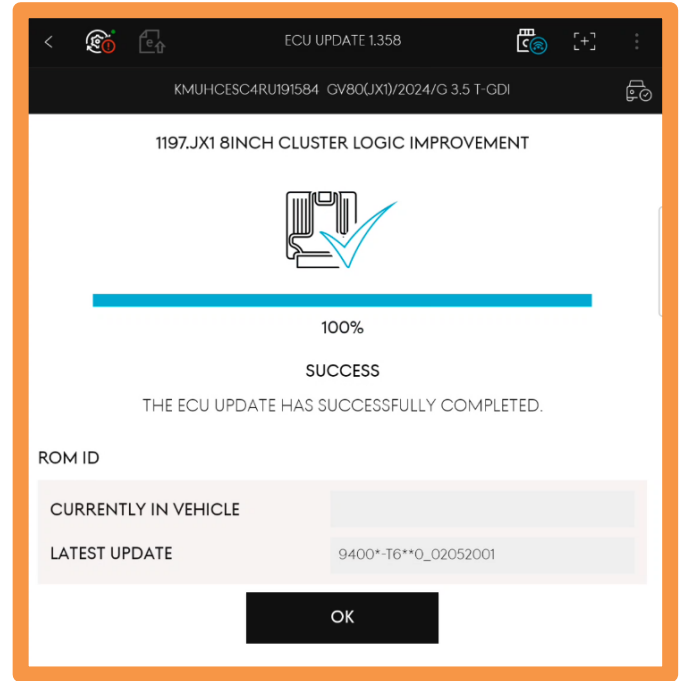 ECU UPDATE 1.358
KMUHCESC4RU191584 GV80(JX1)/2024/G 3.5 T-GDI
1197.JX1 8INCH CLUSTER LOGIC IMPROVEMENT
100%
SUCCESS
THE ECU UPDATE HAS SUCCESSFULLY COMPLETED.
ROM ID
CURRENTLY IN VEHICLE
LATEST UPDATE 9400*-T6**0_02052001
OK